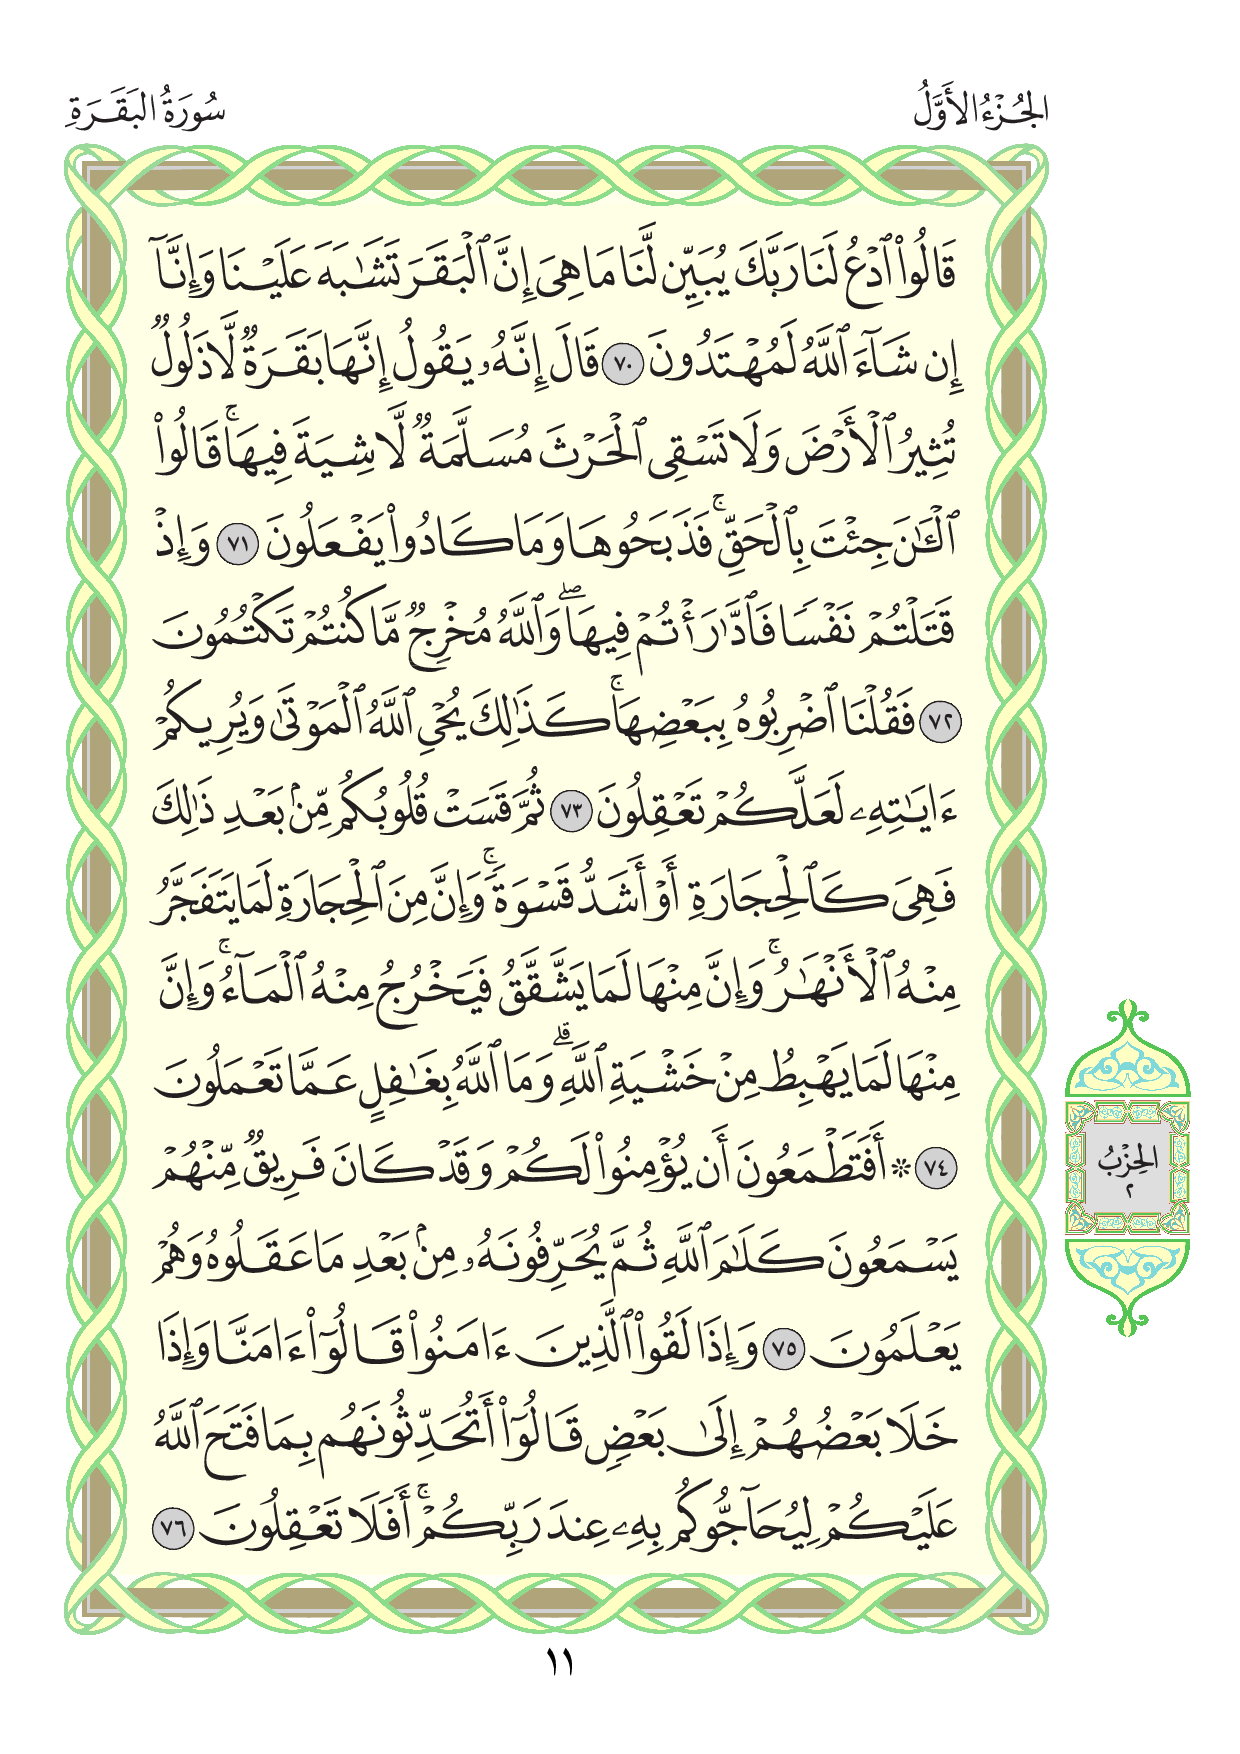 الجُزْءُ الأَوَّلُ
سُورَةُ البَقَرَةِ
قَالُواْ ٱدْعُ لَنَا رَبَّكَ يُبَيِّن لَّنَا مَا هِىَ إِنَّ ٱلْبَقَرَ تَشَٰبَهَ عَلَيْنَا وَإِنَّآ
إِن شَآءَ ٱللَّهُ لَمُهْتَدُونَ ٧٠ قَالَ إِنَّهُۥ يَقُولُ إِنَّهَا بَقَرَةٌ لَّا ذَلُولٌ
تُثِيرُ ٱلْأَرْضَ وَلَا تَسْقِى ٱلْحَرْثَ مُسَلَّمَةٌ لَّا شِيَةَ فِيهَاۚ قَالُواْ
ٱلْـَٰٔنَ جِئْتَ بِٱلْحَقِّۚ فَذَبَحُوهَا وَمَا كَادُواْ يَفْعَلُونَ ٧١ وَإِذْ
قَتَلْتُمْ نَفْسًا فَٱدَّٰرَْٰٔتُمْ فِيهَاۖ وَٱللَّهُ مُخْرِجٌ مَّا كُنتُمْ تَكْتُمُونَ
٧٢ فَقُلْنَا ٱضْرِبُوهُ بِبَعْضِهَاۚ كَذَٰلِكَ يُحْىِ ٱللَّهُ ٱلْمَوْتَىٰ وَيُرِيكُمْ
ءَايَٰتِهِۦ لَعَلَّكُمْ تَعْقِلُونَ ٧٣ ثُمَّ قَسَتْ قُلُوبُكُم مِّنۢ بَعْدِ ذَٰلِكَ
فَهِىَ كَٱلْحِجَارَةِ أَوْ أَشَدُّ قَسْوَةًۚ وَإِنَّ مِنَ ٱلْحِجَارَةِ لَمَا يَتَفَجَّرُ
مِنْهُ ٱلْأَنْهَٰرُۚ وَإِنَّ مِنْهَا لَمَا يَشَّقَّقُ فَيَخْرُجُ مِنْهُ ٱلْمَآءُۚ وَإِنَّ
مِنْهَا لَمَا يَهْبِطُ مِنْ خَشْيَةِ ٱللَّهِۗ وَمَا ٱللَّهُ بِغَٰفِلٍ عَمَّا تَعْمَلُونَ
٧٤ ۞ أَفَتَطْمَعُونَ أَن يُؤْمِنُواْ لَكُمْ وَقَدْ كَانَ فَرِيقٌ مِّنْهُمْ
يَسْمَعُونَ كَلَٰمَ ٱللَّهِ ثُمَّ يُحَرِّفُونَهُۥ مِنۢ بَعْدِ مَا عَقَلُوهُ وَهُمْ
يَعْلَمُونَ ٧٥ وَإِذَا لَقُواْ ٱلَّذِينَ ءَامَنُواْ قَالُوٓاْ ءَامَنَّا وَإِذَا
خَلَا بَعْضُهُمْ إِلَىٰ بَعْضٍ قَالُوٓاْ أَتُحَدِّثُونَهُم بِمَا فَتَحَ ٱللَّهُ
عَلَيْكُمْ لِيُحَآجُّوكُم بِهِۦ عِندَ رَبِّكُمْۚ أَفَلَا تَعْقِلُونَ ٧٦
الحِزْبُ
٢
١١